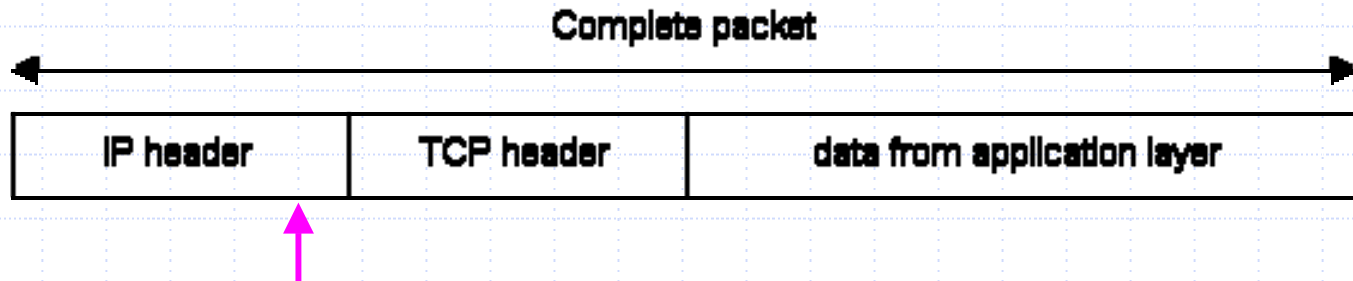 Complete packet
IP header TCP header data from application layer